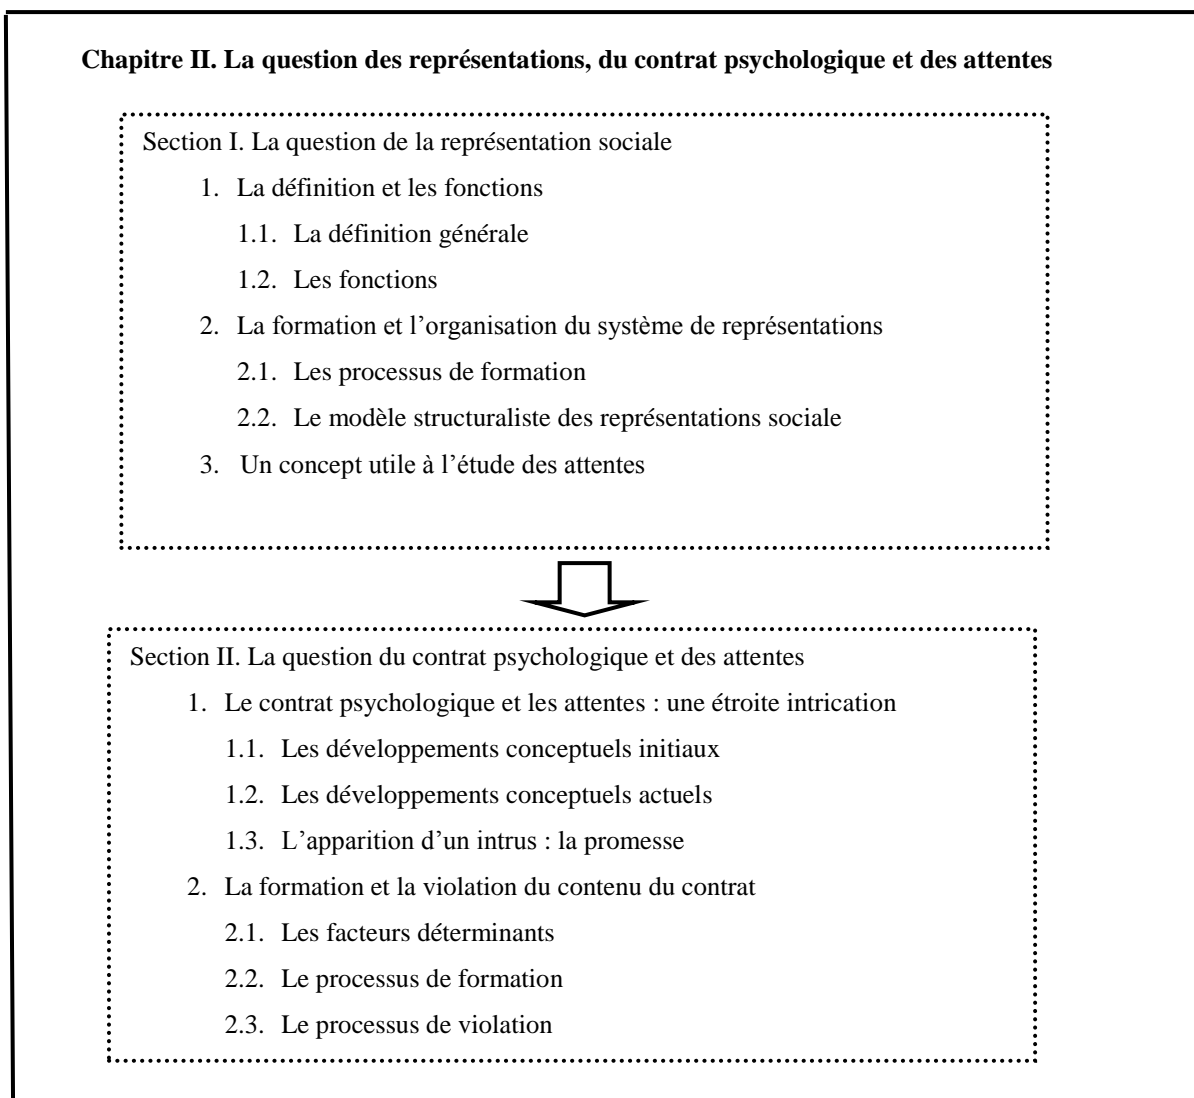 Chapitre II. La question des représentations, du contrat psychologique et des attentes
Section I. La question de la représentation sociale
1. La définition et les fonctions
1.1. La définition générale
1.2. Les fonctions
2. La formation et l’organisation du système de représentations
2.1. Les processus de formation
2.2. Le modèle structuraliste des représentations sociale
3. Un concept utile à l’étude des attentes
Section II. La question du contrat psychologique et des attentes
1. Le contrat psychologique et les attentes : une étroite intrication
1.1. Les développements conceptuels initiaux
1.2. Les développements conceptuels actuels
1.3. L’apparition d’un intrus : la promesse
2. La formation et la violation du contenu du contrat
2.1. Les facteurs déterminants
2.2. Le processus de formation
2.3. Le processus de violation